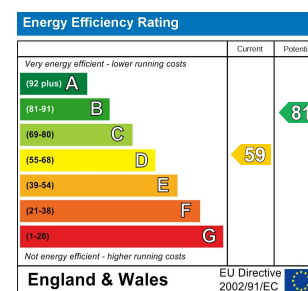 Energy Efficiency Rating
Current Potenti
Very energy efficient - lower running costs
(92 plus) A
(81-91) B
81
(69-80) C
(55-68) D
59
(39-54) E
(21-38) F
(1-20) G
Not energy efficient - higher running costs
England & Wales
EU Directive
2002/91/EC